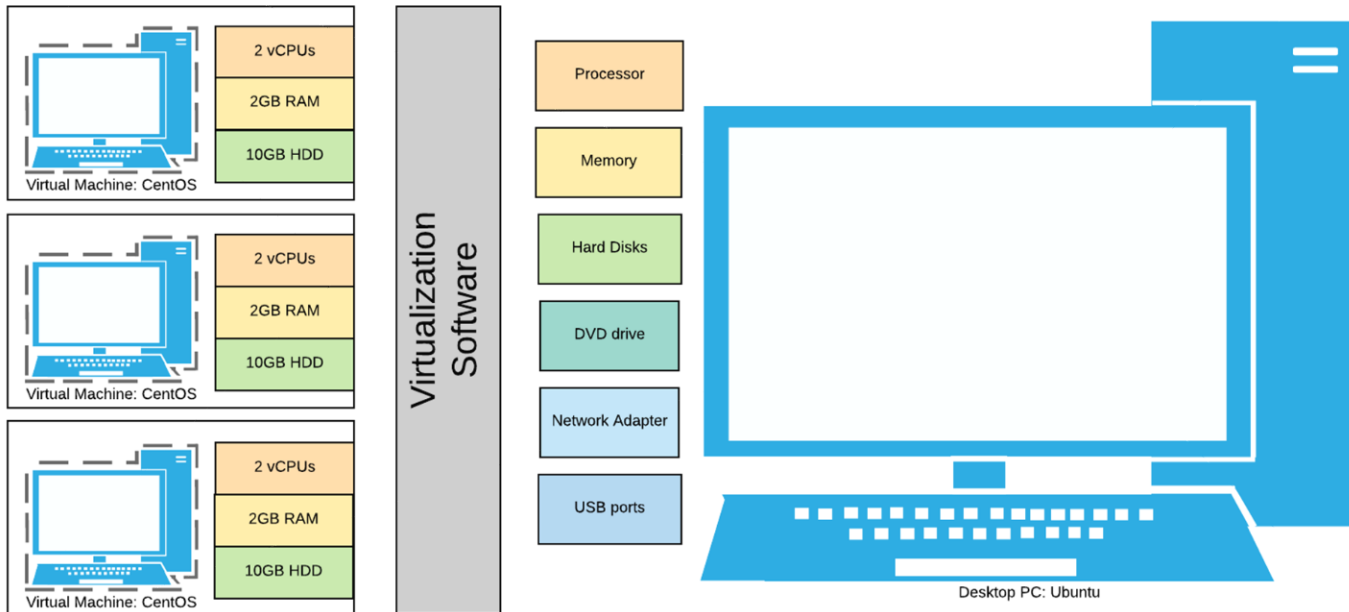 2 vCPUs
2GB RAM
10GB HDD
Virtual Machine: CentOS
2 vCPUs
2GB RAM
10GB HDD
Virtual Machine: CentOS
2 vCPUs
2GB RAM
10GB HDD
Virtual Machine: CentOS
Virtualization
Software
Processor
Memory
Hard Disks
DVD drive
Network Adapter
USB ports
Desktop PC: Ubuntu